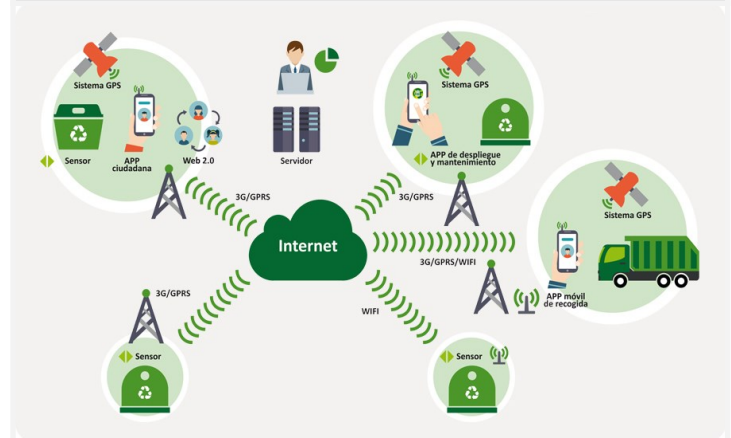 Sistema GPS
Sensor
APP
ciudadana
Web 2.0
Servidor
Sistema GPS
APP de despliegue
y mantenimiento
3G/GPRS
3G/GPRS
Sistema GPS
Internet
3G/GPRS/WIFI
APP móvil
de recogida
3G/GPRS
WIFI
Sensor
Sensor